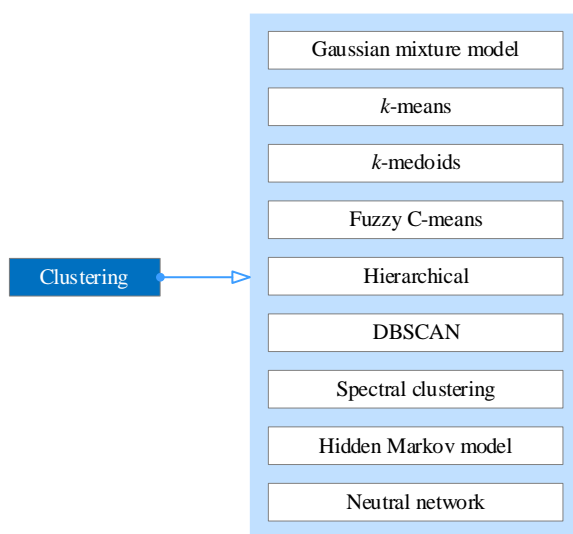 Gaussian mixture model
k-means
k-medoids
Fuzzy C-means
Clustering
Hierarchical
DBSCAN
Spectral clustering
Hidden Markov model
Neutral network